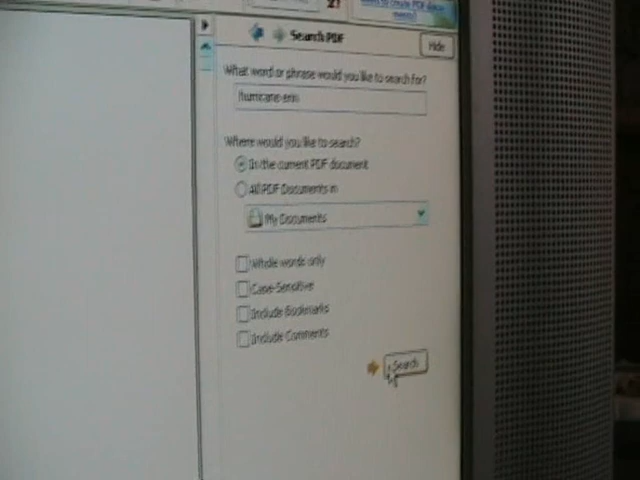 Search PDF
Hide
What word or phrase would you like to search for?
hurricane erin
Where would you like to search?
In the current PDF document
All PDF Documents in
My Documents
Whole words only
Case-Sensitive
Include Bookmarks
Include Comments
Search